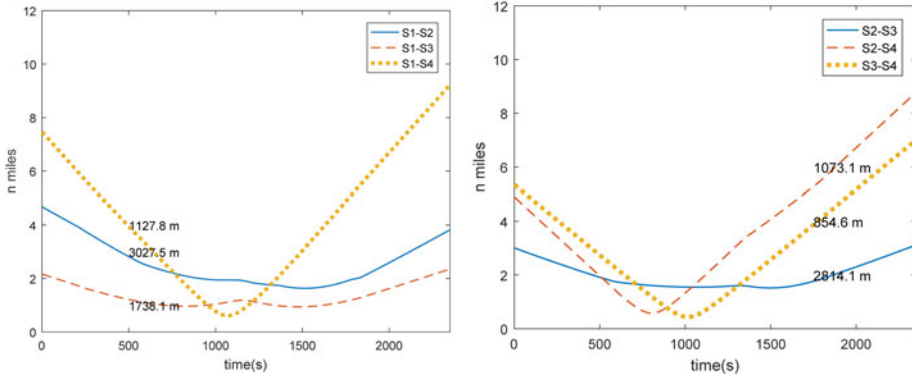 12
10
8
6
4
2
0
n miles
S1-S2
S1-S3
S1-S4
1127.8 m
3027.5 m
1738.1 m
0 500 1000 1500 2000
time(s)
12
10
8
6
4
2
0
n miles
S2-S3
S2-S4
S3-S4
1073.1 m
854.6 m
2814.1 m
0 500 1000 1500 2000
time(s)